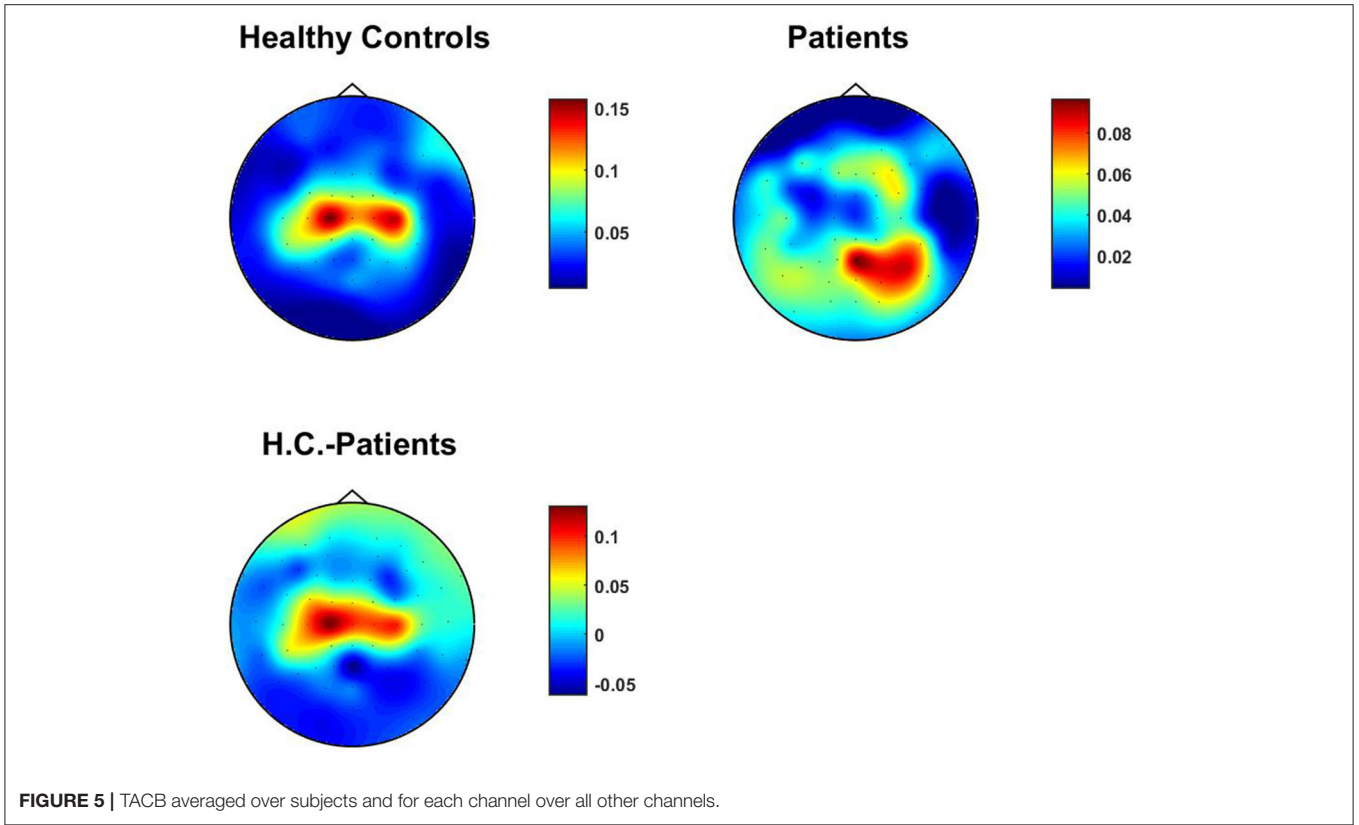 Healthy Controls
0.15
0.1
0.05
Patients
0.08
0.06
0.04
0.02
H.C.-Patients
0.1
0.05
0
-0.05
FIGURE 5 | TACB averaged over subjects and for each channel over all other channels.